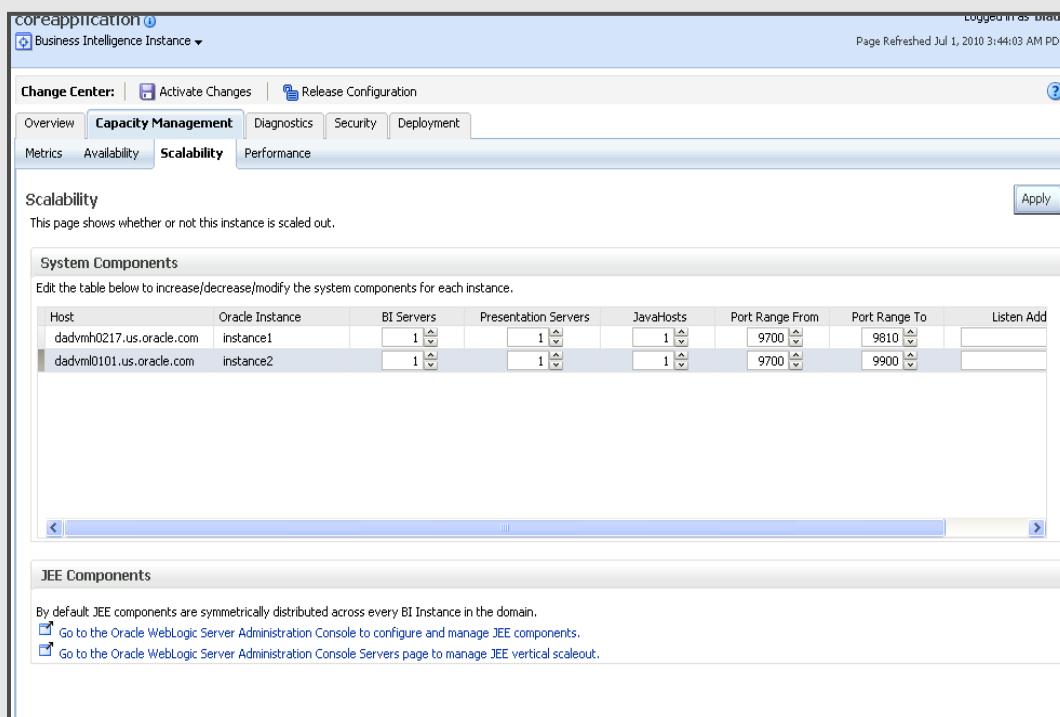 coreapplication
Logged in as
Business Intelligence Instance
Page Refreshed Jul 1, 2010 3:44:03 AM PD
Change Center: Activate Changes Release Configuration
Overview Capacity Management Diagnostics Security Deployment
Metrics Availability Scalability Performance
Scalability
Apply
This page shows whether or not this instance is scaled out.
System Components
Edit the table below to increase/decrease/modify the system components for each instance.
Host Oracle Instance BI Servers Presentation Servers JavaHosts Port Range From Port Range To Listen Add
dadvmh0217.us.oracle.com instance1 1 1 1 9700 9810
dadvml0101.us.oracle.com instance2 1 1 1 9700 9900
JEE Components
By default JEE components are symmetrically distributed across every BI Instance in the domain.
Go to the Oracle WebLogic Server Administration Console to configure and manage JEE components.
Go to the Oracle WebLogic Server Administration Console Servers page to manage JEE vertical scaleout.